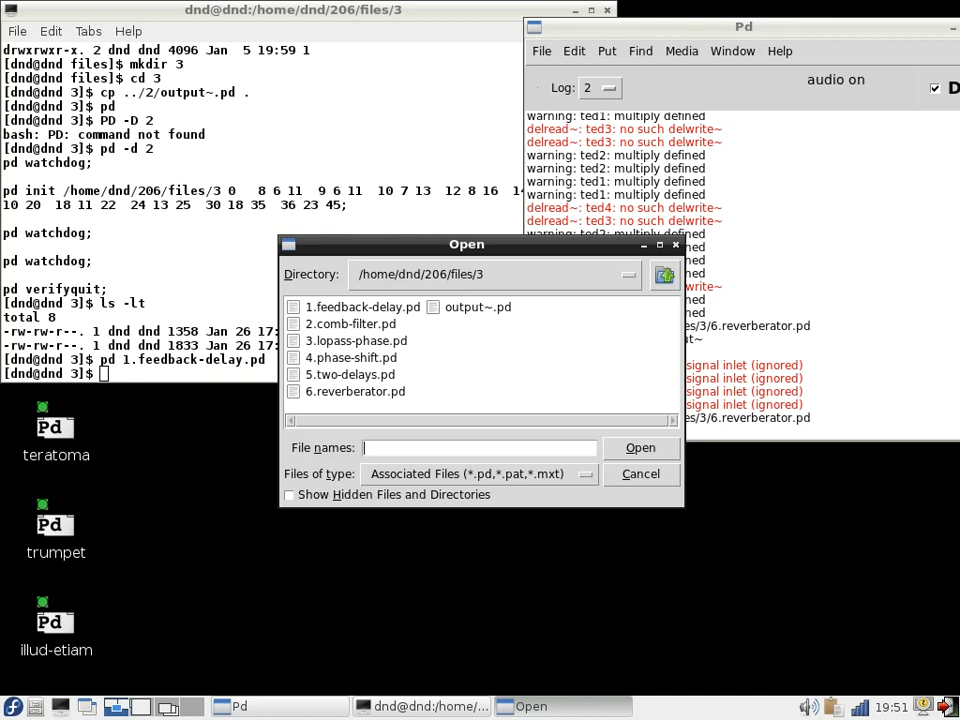 dnd@dnd:/home/dnd/206/files/3
File Edit Tabs Help
drwxrwxr-x. 2 dnd dnd 4096 Jan  5 19:59 1
[dnd@dnd files]$ mkdir 3
[dnd@dnd files]$ cd 3
[dnd@dnd 3]$ cp ../2/output~.pd .
[dnd@dnd 3]$ pd
[dnd@dnd 3]$ PD -D 2
bash: PD: command not found
[dnd@dnd 3]$ pd -d 2
pd watchdog;
pd init /home/dnd/206/files/3 0   8 6 11   9 6 11   10 7 13   12 8 16
10 20   18 11 22   24 13 25   30 18 35   36 23 45;
pd watchdog;
pd watchdog;
pd verifyquit;
[dnd@dnd 3]$ ls -lt
total 8
-rw-rw-r--. 1 dnd dnd 1358 Jan 26 17:
-rw-rw-r--. 1 dnd dnd 1833 Jan 26 17:
[dnd@dnd 3]$ pd 1.feedback-delay.pd
[dnd@dnd 3]$
Pd
File Edit Put Find Media Window Help
Log: 2
audio on
D
warning: ted1: multiply defined
delread~: ted3: no such delwrite~
delread~: ted3: no such delwrite~
warning: ted2: multiply defined
warning: ted2: multiply defined
warning: ted1: multiply defined
warning: ted1: multiply defined
delread~: ted4: no such delwrite~
delread~: ted3: no such delwrite~
warning: ted2: multiply defined
ned
ned
ned
write~
ned
ned
s/3/6.reverberator.pd
ut~
signal inlet (ignored)
signal inlet (ignored)
signal inlet (ignored)
signal inlet (ignored)
s/3/6.reverberator.pd
Open
Directory: /home/dnd/206/files/3
1.feedback-delay.pd output~.pd
2.comb-filter.pd
3.lopass-phase.pd
4.phase-shift.pd
5.two-delays.pd
6.reverberator.pd
File names: Open
Files of type: Associated Files (*.pd,*.pat,*.mxt) Cancel
Show Hidden Files and Directories
Pd
teratoma
Pd
trumpet
Pd
illud-etiam
Pd
dnd@dnd:/home/...
Open
19:51